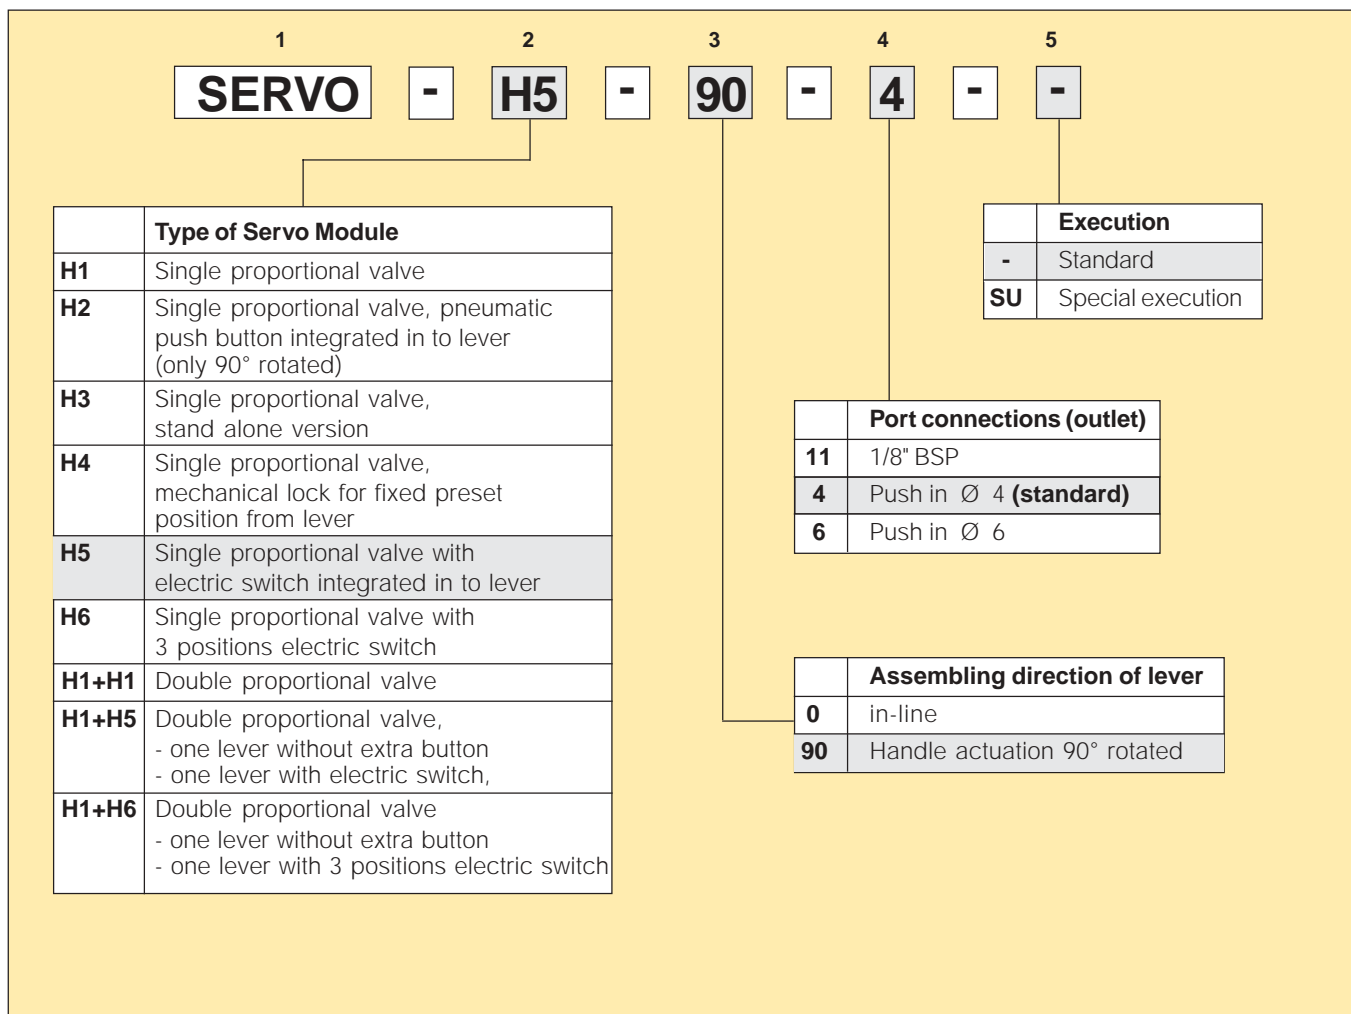 1 2 3 4 5
SERVO - H5 - 90 - 4 - -
Type of Servo Module
H1 Single proportional valve
H2 Single proportional valve, pneumatic
push button integrated in to lever
(only 90° rotated)
H3 Single proportional valve,
stand alone version
H4 Single proportional valve,
mechanical lock for fixed preset
position from lever
H5 Single proportional valve with
electric switch integrated in to lever
H6 Single proportional valve with
3 positions electric switch
H1+H1 Double proportional valve
H1+H5 Double proportional valve,
- one lever without extra button
- one lever with electric switch,
H1+H6 Double proportional valve
- one lever without extra button
- one lever with 3 positions electric switch
Execution
- Standard
SU Special execution
Port connections (outlet)
11 1/8" BSP
4 Push in Ø 4 (standard)
6 Push in Ø 6
Assembling direction of lever
0 in-line
90 Handle actuation 90° rotated